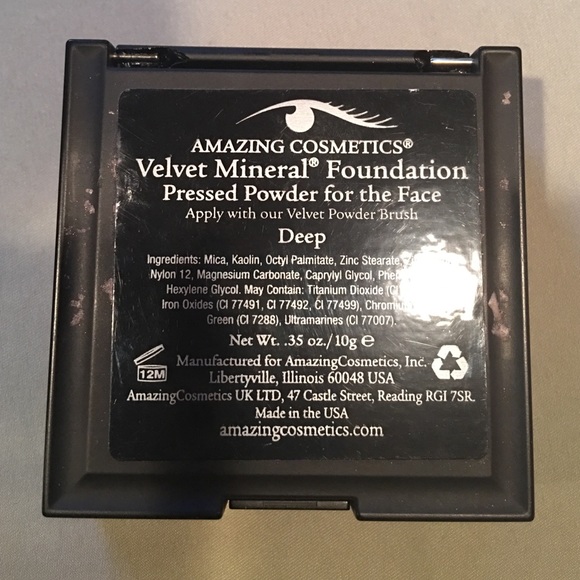 AMAZING COSMETICS®
Velvet Mineral® Foundation
Pressed Powder for the Face
Apply with our Velvet Powder Brush
Deep
Ingredients: Mica, Kaolin, Octyl Palmitate, Zinc Stearate,
Nylon 12, Magnesium Carbonate, Caprylyl Glycol,
Hexylene Glycol. May Contain: Titanium Dioxide
Iron Oxides (CI 77491, CI 77492, CI 77499),
Green (CI 7288), Ultramarines (CI 77007).
Net Wt. .35 oz./10g ℮
12M
Manufactured for AmazingCosmetics, Inc.
Libertyville, Illinois 60048 USA
AmazingCosmetics UK LTD, 47 Castle Street, Reading RG1 7SR.
Made in the USA
amazingcosmetics.com